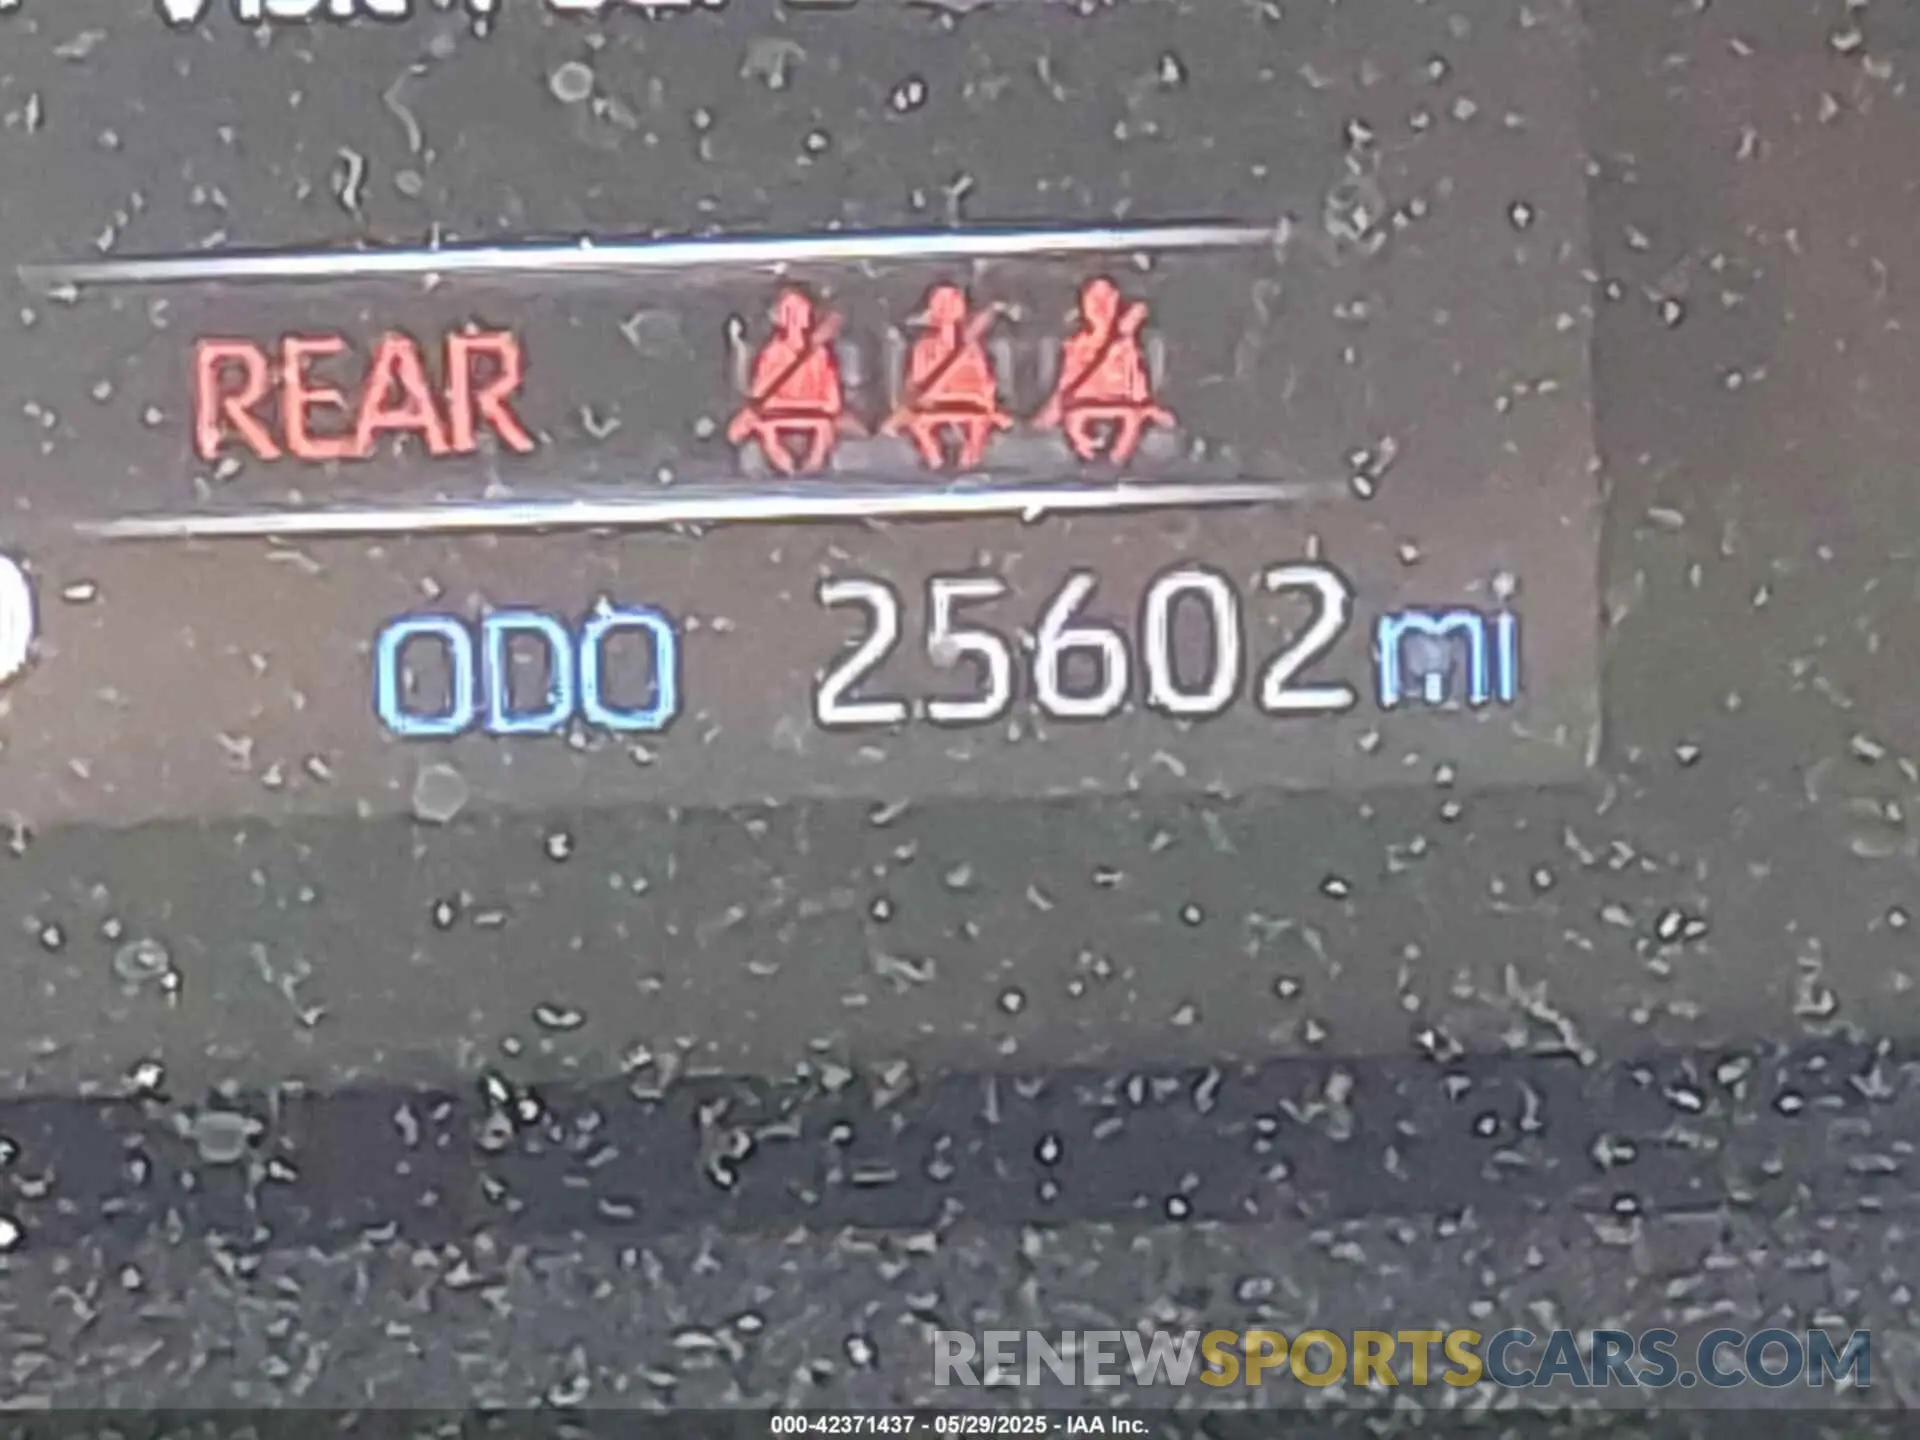 REAR
ODO 25602 mi
RENEWSPORTSCARS.COM
000-42371437 - 05/29/2025 - IAA Inc.